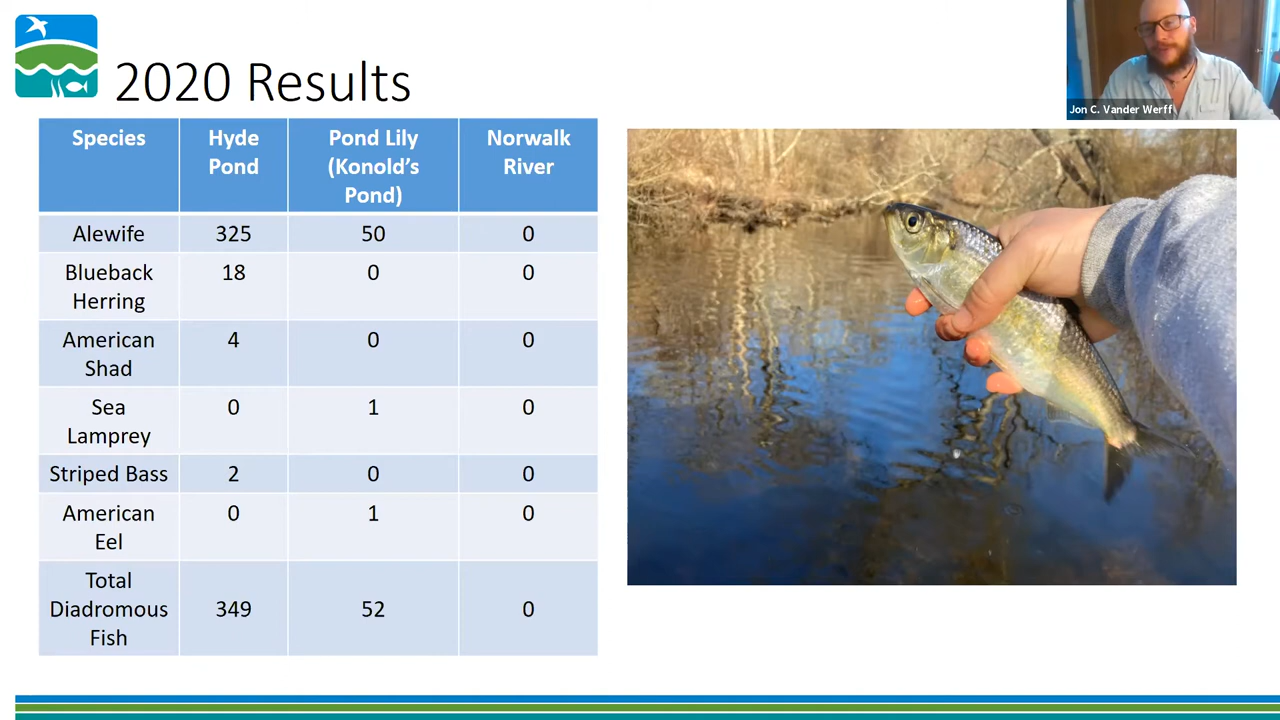 Jon C. Vander Werff
2020 Results
Species
Hyde
Pond
Pond Lily
(Konold’s
Pond)
Norwalk
River
Alewife
325
50
0
Blueback
Herring
18
0
0
American
Shad
4
0
0
Sea
Lamprey
0
1
0
Striped Bass
2
0
0
American
Eel
0
1
0
Total
Diadromous
Fish
349
52
0